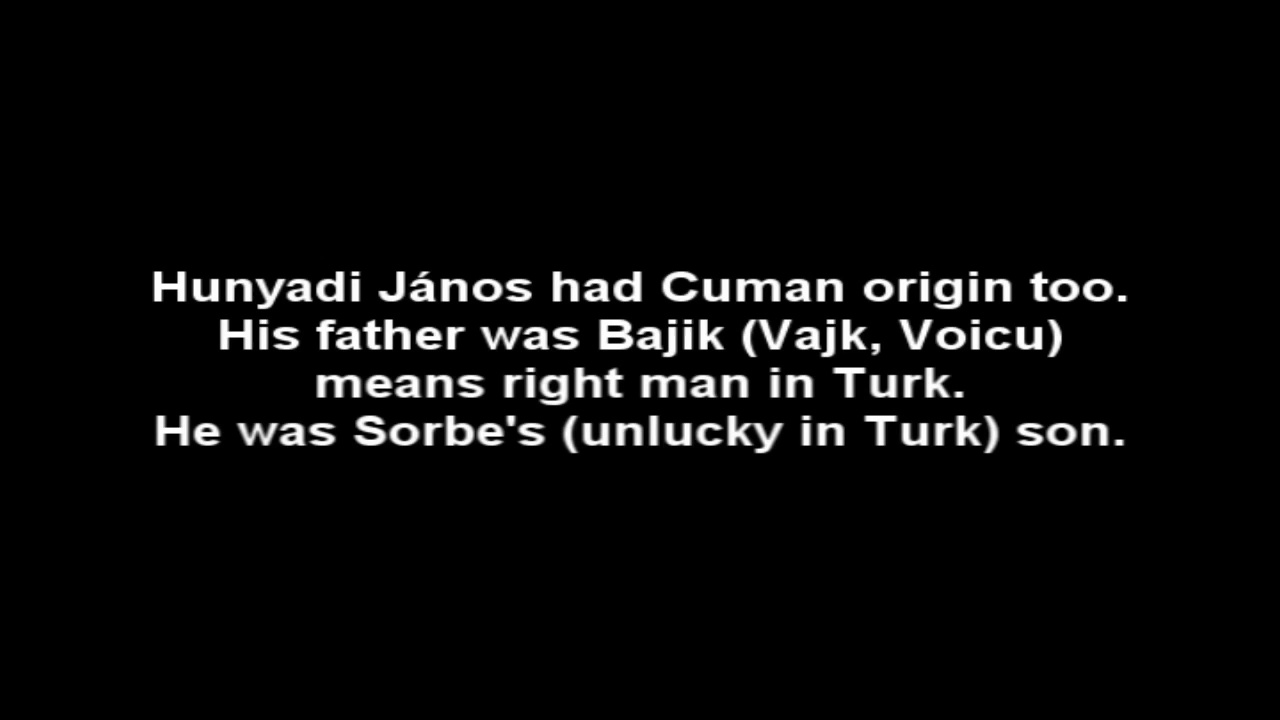 Hunyadi János had Cuman origin too.
His father was Bajik (Vajk, Voicu)
means right man in Turk.
He was Sorbe's (unlucky in Turk) son.